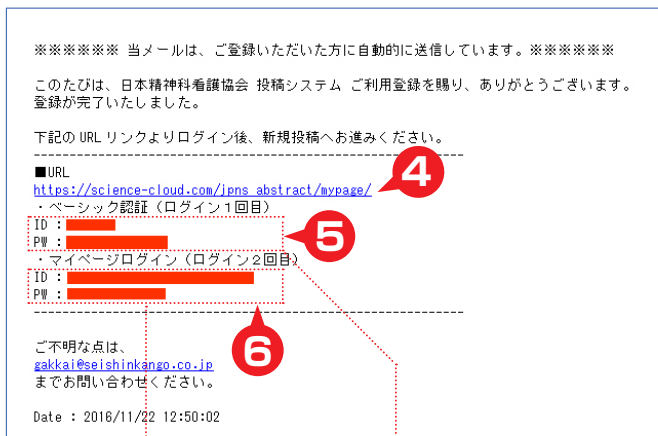 ※※※※※※ 当メールは、ご登録いただいた方に自動的に送信しています。※※※※※※
このたびは、日本精神科看護協会 投稿システム ご利用登録を賜り、ありがとうございます。
登録が完了いたしました。
下記の URL リンクよりログイン後、新規投稿へお進みください。
■URL
https://science-cloud.com/jpns_abstract/mypage/
4
・ベーシック認証（ログイン１回目）
ID ：
PW ：
5
・マイページログイン（ログイン２回目）
ID ：
PW ：
6
ご不明な点は、
gakkai@seishinkango.co.jp
までお問い合わせください。
Date : 2016/11/22 12:50:02